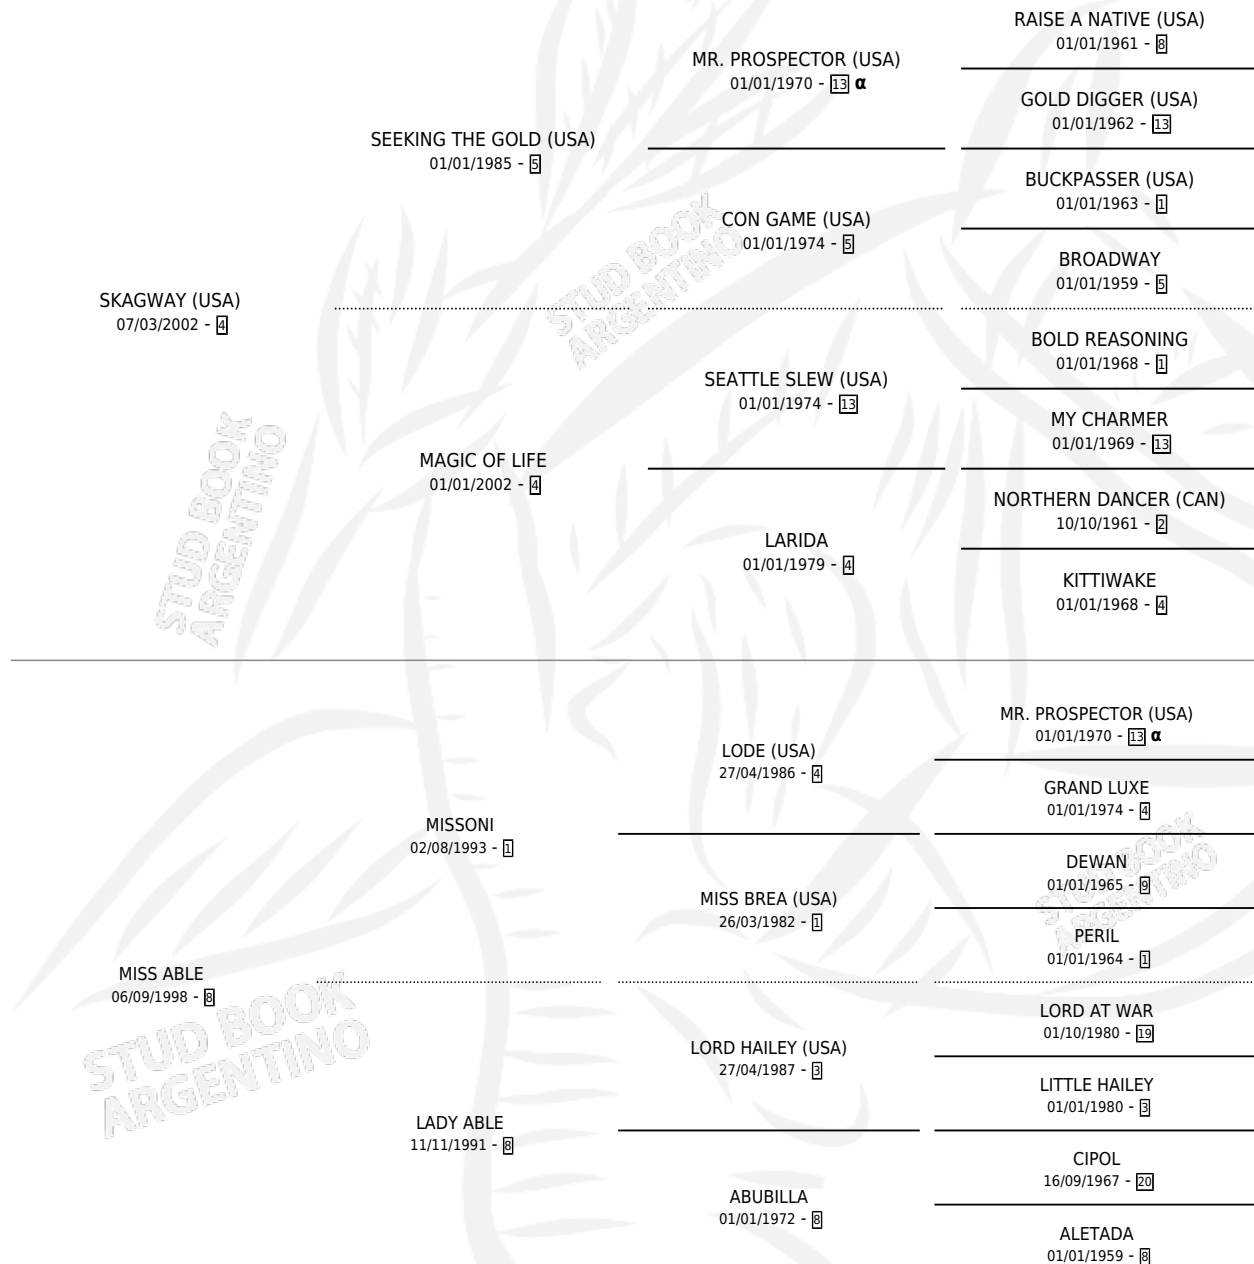 RAISE A NATIVE (USA)
01/01/1961 - 8
MR. PROSPECTOR (USA)
01/01/1970 - 13 α
GOLD DIGGER (USA)
01/01/1962 - 13
SEEKING THE GOLD (USA)
01/01/1985 - 5
BUCKPASSER (USA)
01/01/1963 - 1
CON GAME (USA)
01/01/1974 - 5
BROADWAY
01/01/1959 - 5
SKAGWAY (USA)
07/03/2002 - 4
BOLD REASONING
01/01/1968 - 1
SEATTLE SLEW (USA)
01/01/1974 - 13
MY CHARMER
01/01/1969 - 13
MAGIC OF LIFE
01/01/2002 - 4
NORTHERN DANCER (CAN)
10/10/1961 - 2
LARIDA
01/01/1979 - 4
KITTIWAKE
01/01/1968 - 4
MR. PROSPECTOR (USA)
01/01/1970 - 13 α
LODE (USA)
27/04/1986 - 4
GRAND LUXE
01/01/1974 - 4
MISSONI
02/08/1993 - 1
DEWAN
01/01/1965 - 9
MISS BREA (USA)
26/03/1982 - 1
PERIL
01/01/1964 - 1
MISS ABLE
06/09/1998 - 8
LORD AT WAR
01/10/1980 - 19
LORD HAILEY (USA)
27/04/1987 - 3
LITTLE HAILEY
01/01/1980 - 3
LADY ABLE
11/11/1991 - 8
CIPOL
16/09/1967 - 20
ABUBILLA
01/01/1972 - 8
ALETADA
01/01/1959 - 8
STUD BOOK
ARGENTINO
STUD BOOK
ARGENTINO
STUD BOOK
ARGENTINO
STUD BOOK
ARGENTINO